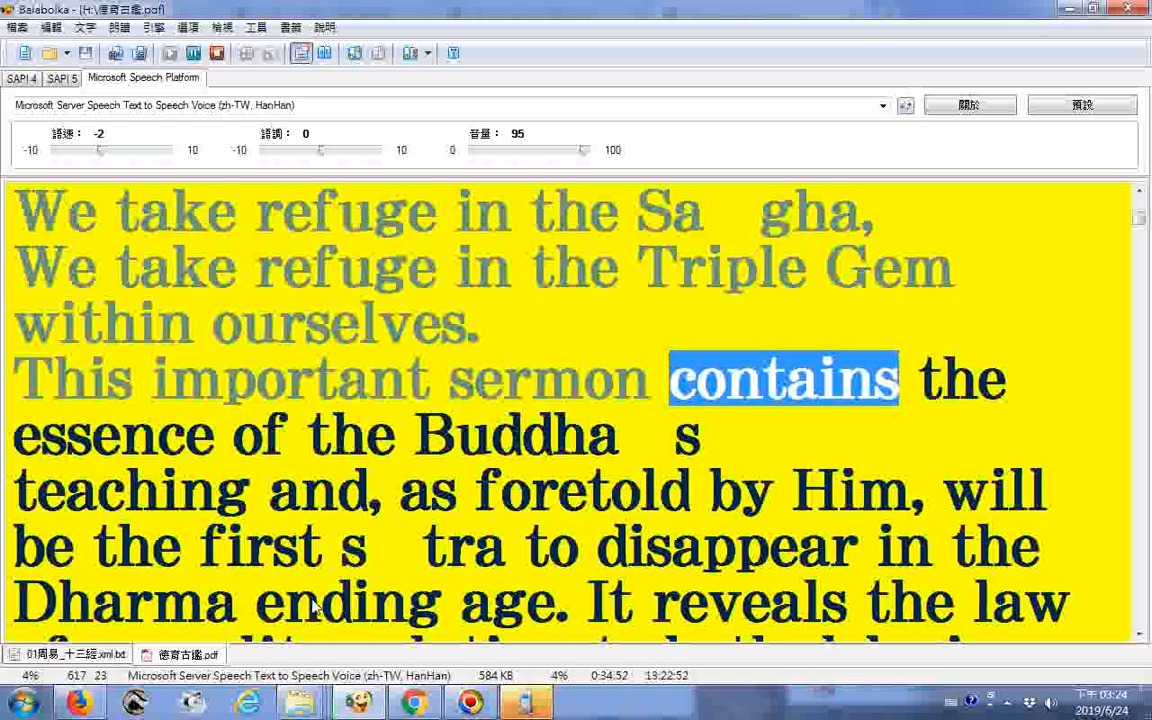 Balabolka - [H:\德育古鑑.pdf]
檔案 編輯 文字 朗讀 引擎 選項 檢視 工具 書籤 說明
SAPI 4 SAPI 5 Microsoft Speech Platform
Microsoft Server Speech Text to Speech Voice (zh-TW, HanHan) 關於 預設
語速： -2 語調： 0 音量： 95
-10 10 -10 10 0 100
We take refuge in the Sa gha,
We take refuge in the Triple Gem
within ourselves.
This important sermon contains the
essence of the Buddha s
teaching and, as foretold by Him, will
be the first s tra to disappear in the
Dharma ending age. It reveals the law
01周易_十三經.xml.txt 德育古鑑.pdf
4% 617 23 Microsoft Server Speech Text to Speech Voice (zh-TW, HanHan) 584 KB 4% 0:34:52 13:22:52
下午 03:24
2019/6/24